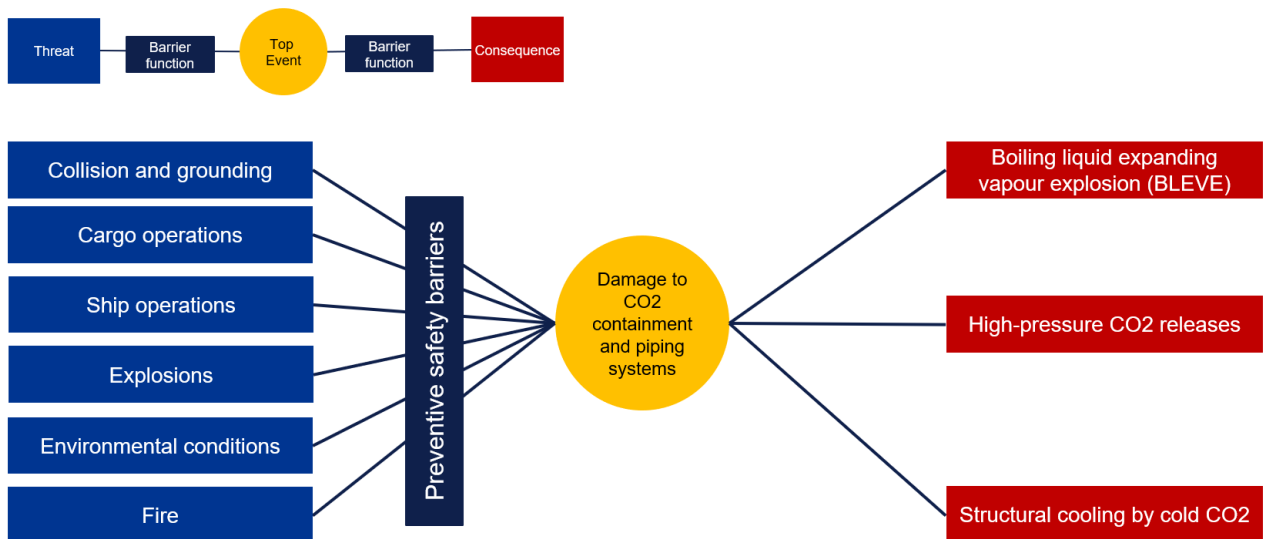 Threat
Barrier
function
Top
Event
Barrier
function
Consequence
Collision and grounding
Cargo operations
Ship operations
Explosions
Environmental conditions
Fire
Preventive safety barriers
Damage to
CO2
containment
and piping
systems
Boiling liquid expanding
vapour explosion (BLEVE)
High-pressure CO2 releases
Structural cooling by cold CO2